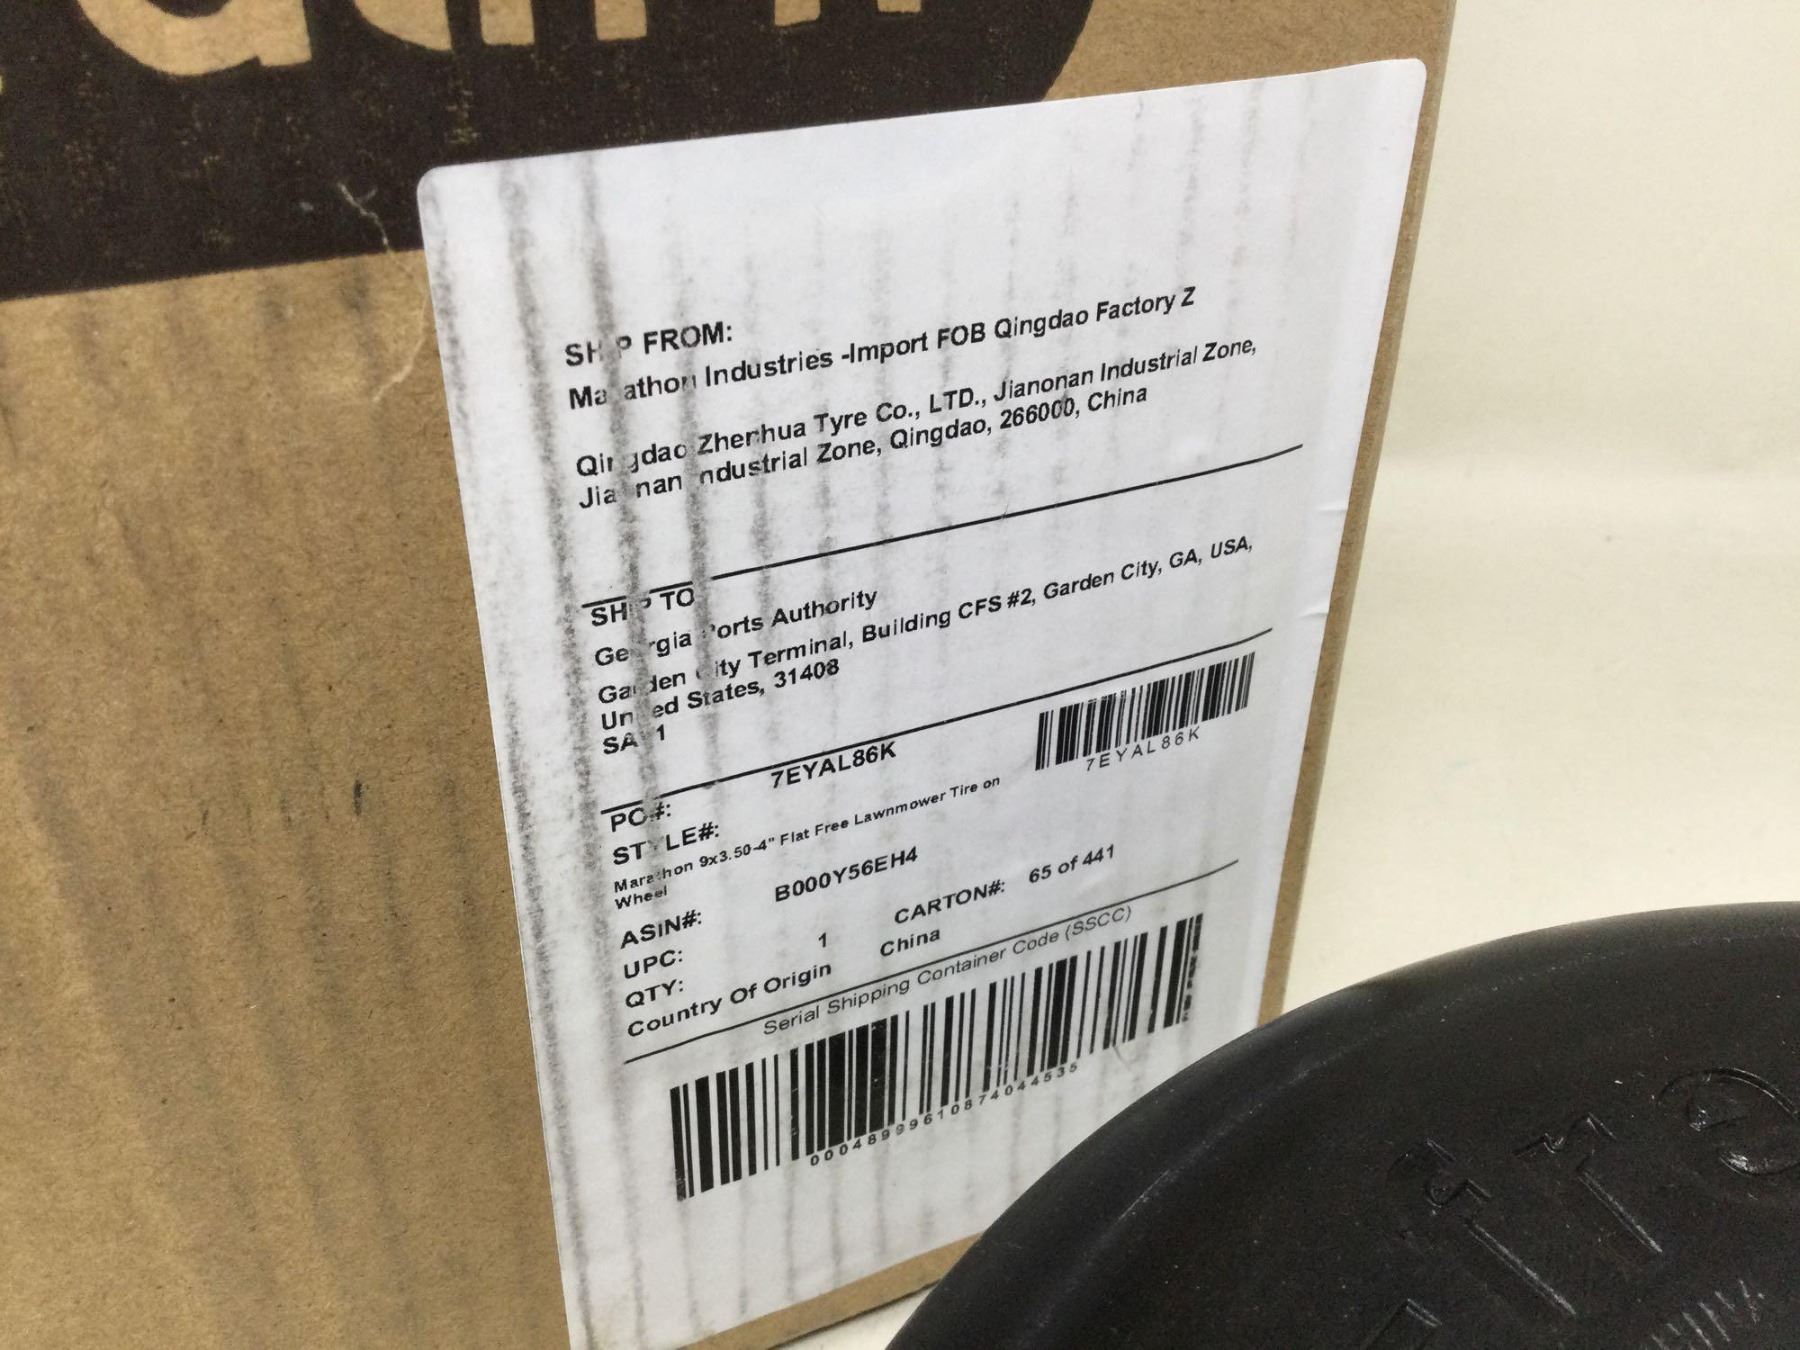 SHIP FROM:
Marathon Industries -Import FOB Qingdao Factory Z
Qingdao Zhenhua Tyre Co., LTD., Jianonan Industrial Zone,
Jiaonan Industrial Zone, Qingdao, 266000, China
SHIP TO
Georgia Ports Authority
Garden City Terminal, Building CFS #2, Garden City, GA, USA,
United States, 31408
PO#: 7EYAL86K
7EYAL86K
STYLE#:
Marathon 9x3.50-4" Flat Free Lawnmower Tire on
Wheel
ASIN#: B000Y56EH4
UPC:
QTY: 1 CARTON#: 65 of 441
Country Of Origin China
Serial Shipping Container Code (SSCC)
00048999610874044535